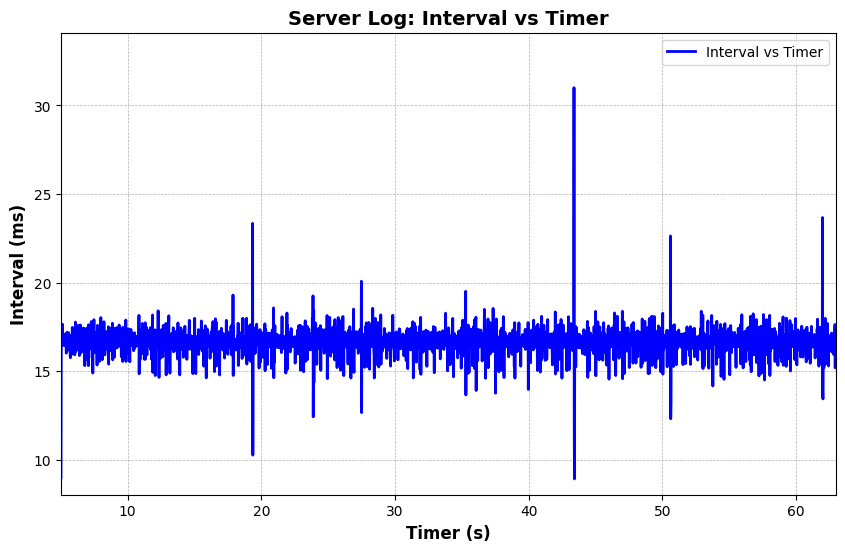 Server Log: Interval vs Timer
Interval vs Timer
Interval (ms)
30
25
20
15
10
10 20 30 40 50 60
Timer (s)